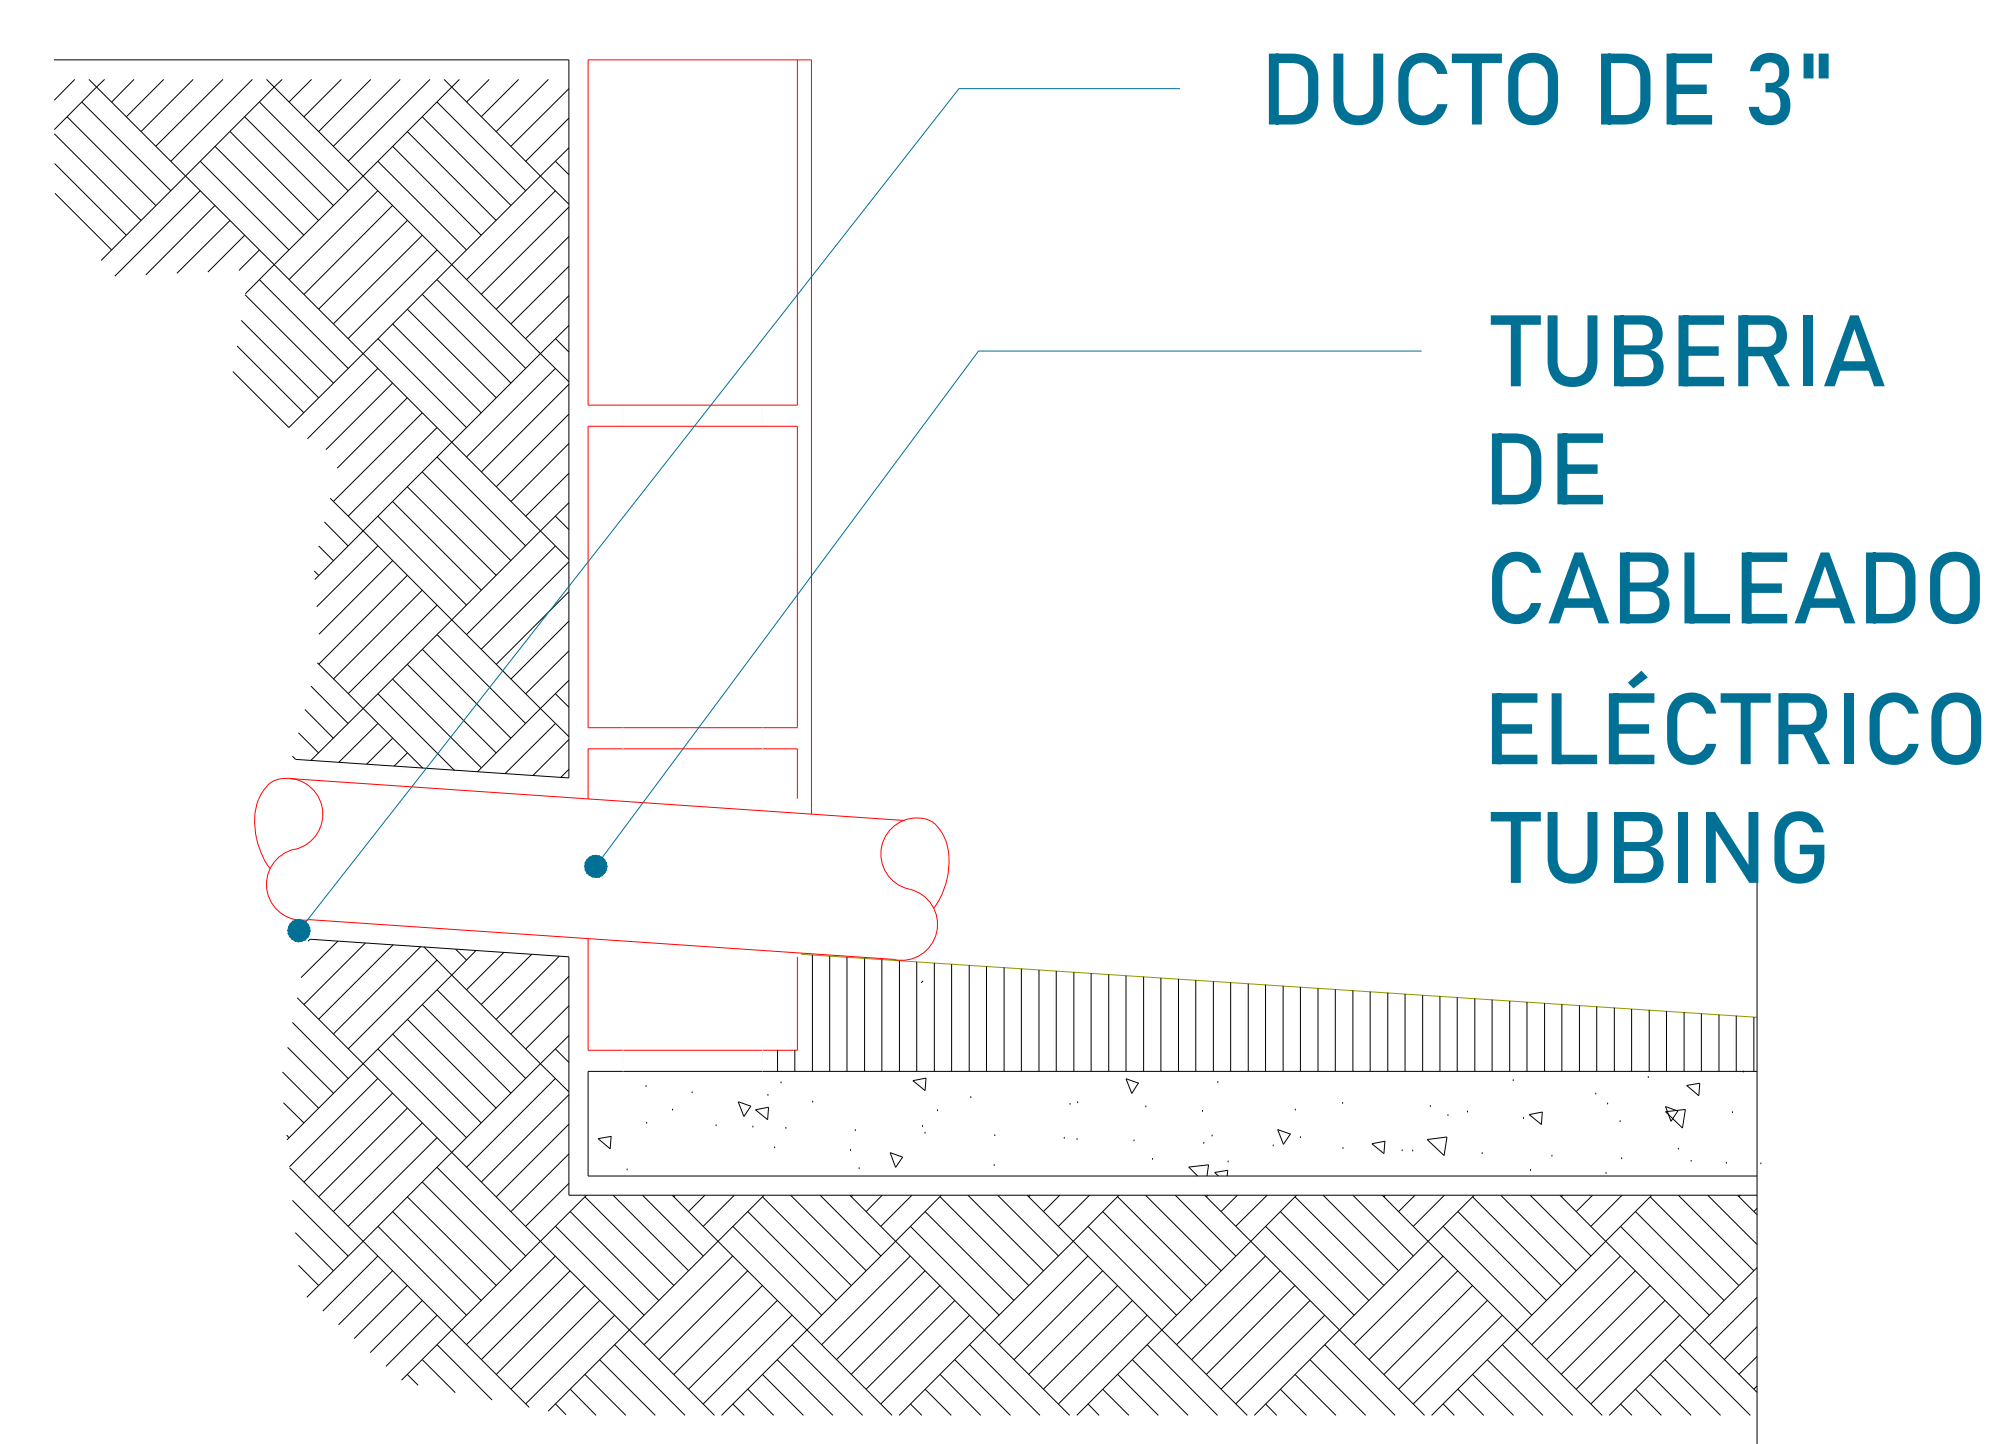 DUCTO DE 3"
TUBERIA
DE
CABLEADO
ELÉCTRICO
TUBING